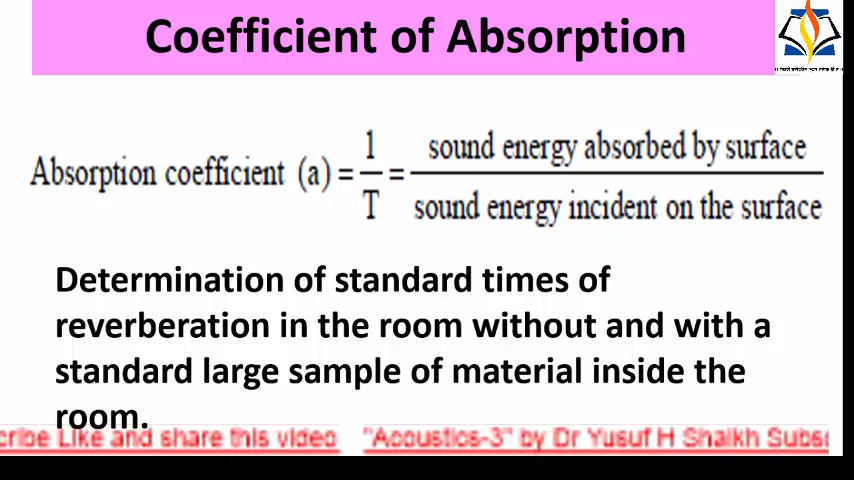 Coefficient of Absorption
Absorption coefficient (a) = 1/T = sound energy absorbed by surface / sound energy incident on the surface
Determination of standard times of
reverberation in the room without and with a
standard large sample of material inside the
room.
cribe Like and share this video "Acoustics-3" by Dr Yusuf H Shaikh Subsc